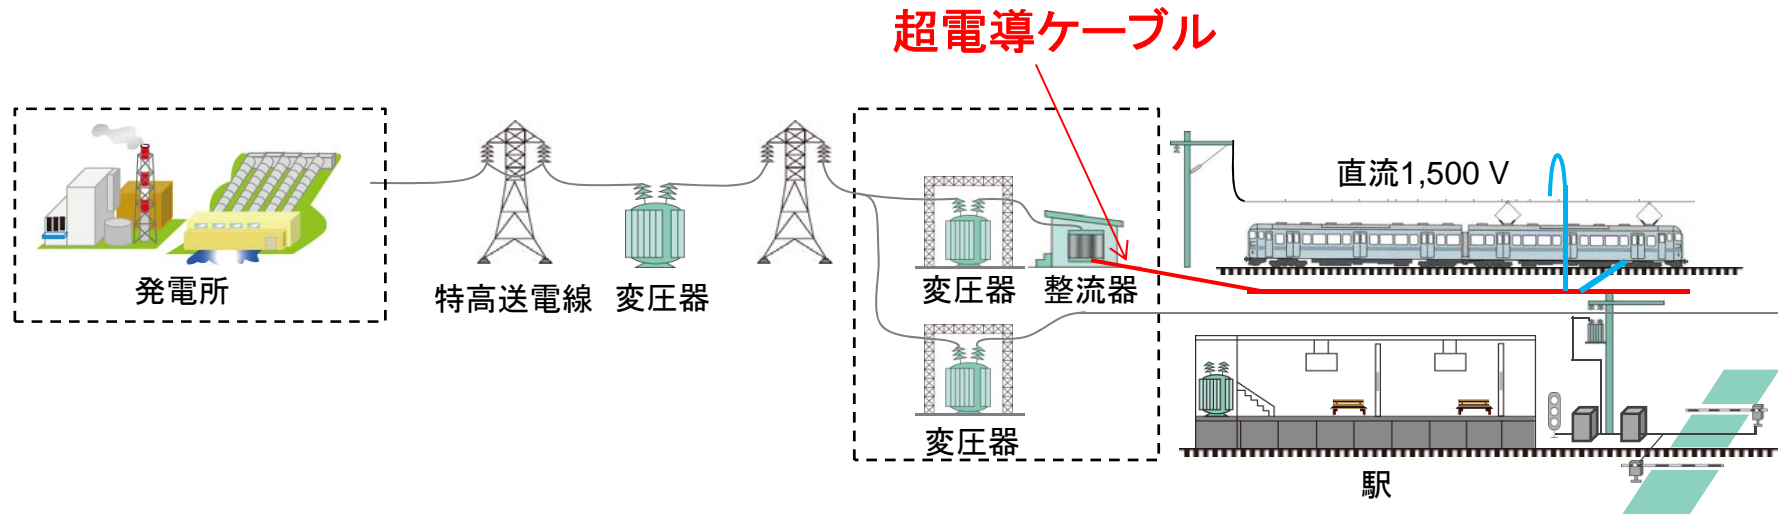 超電導ケーブル
直流1,500 V
発電所
特高送電線
変圧器
変圧器
整流器
変圧器
駅